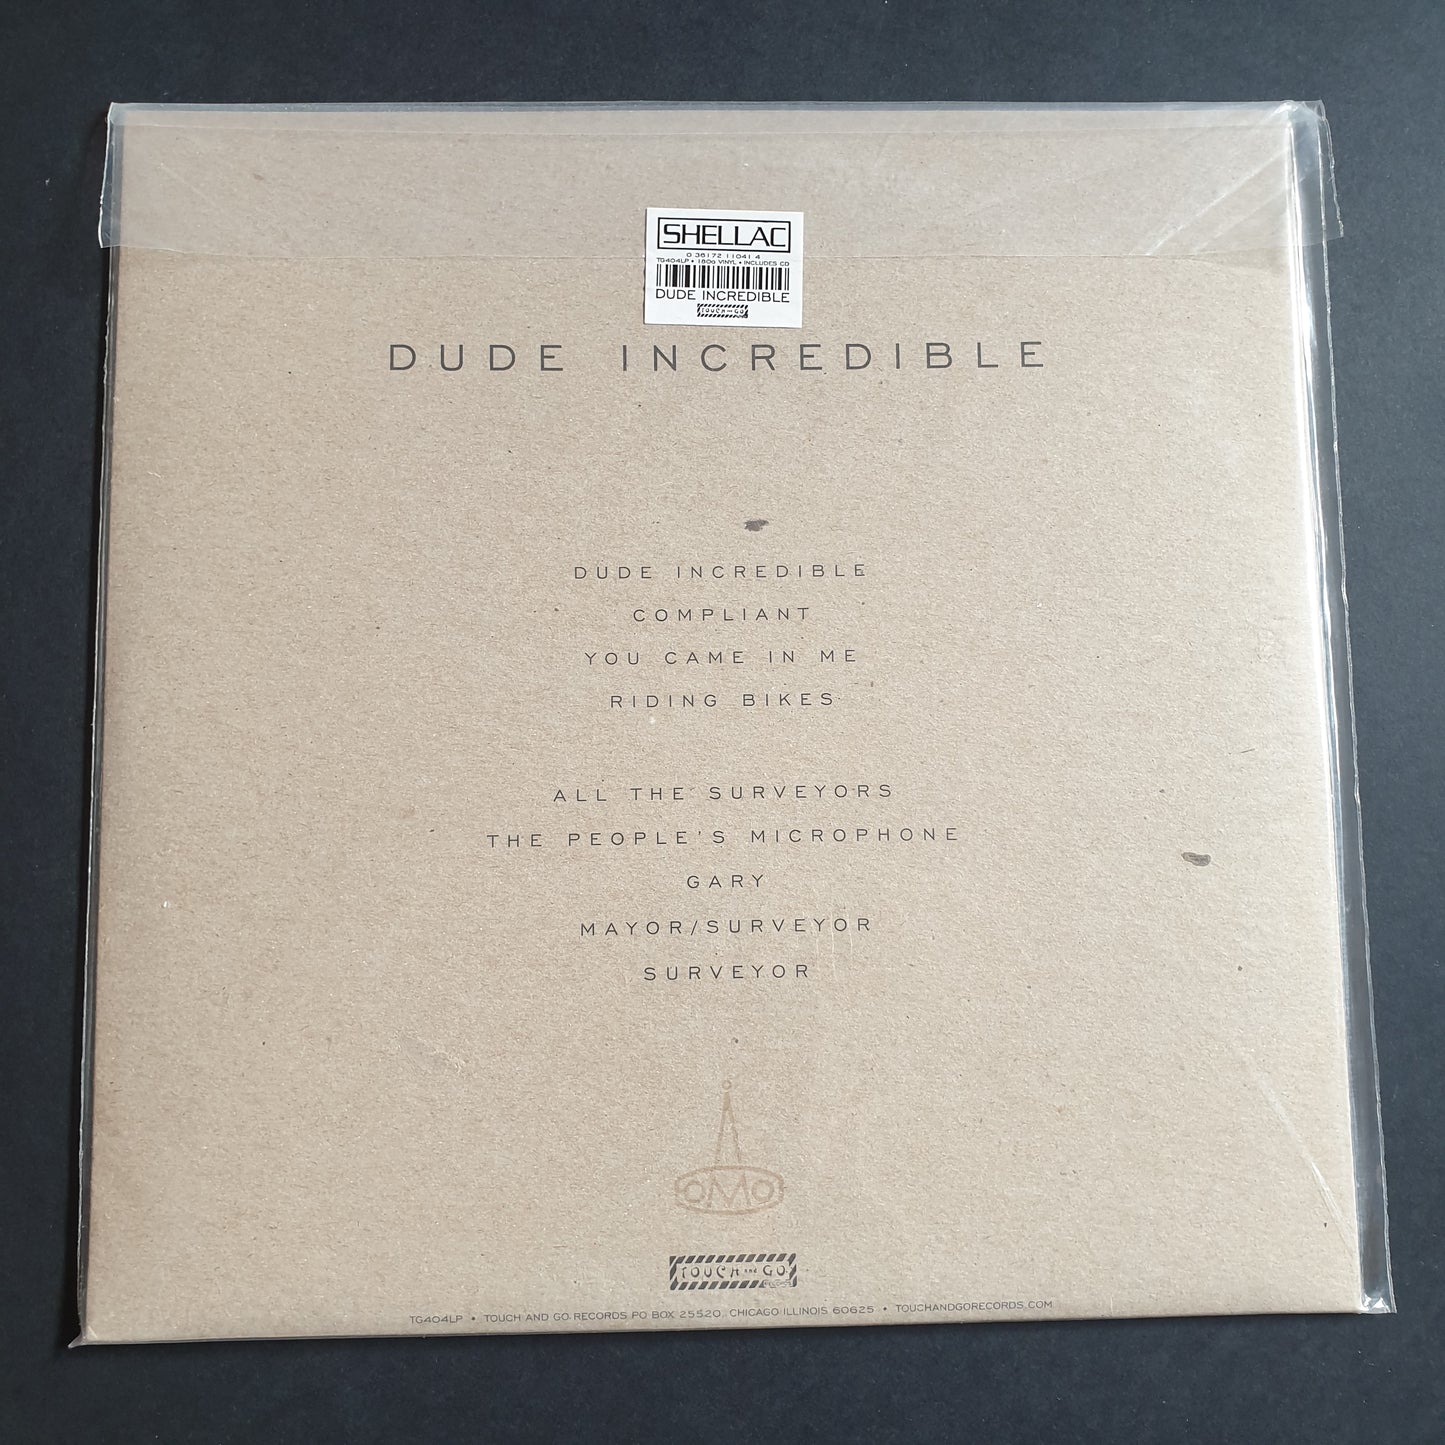 SHELLAC
0 36172 11041 4
TG404LP • 180G VINYL • INCLUDES CD
DUDE INCREDIBLE
TOUCH AND GO
DUDE INCREDIBLE
DUDE INCREDIBLE
COMPLIANT
YOU CAME IN ME
RIDING BIKES
ALL THE SURVEYORS
THE PEOPLE'S MICROPHONE
GARY
MAYOR/SURVEYOR
SURVEYOR
OMO
TOUCH and GO
TG404LP • TOUCH AND GO RECORDS PO BOX 25520, CHICAGO ILLINOIS 60625 • TOUCHANDGORECORDS.COM